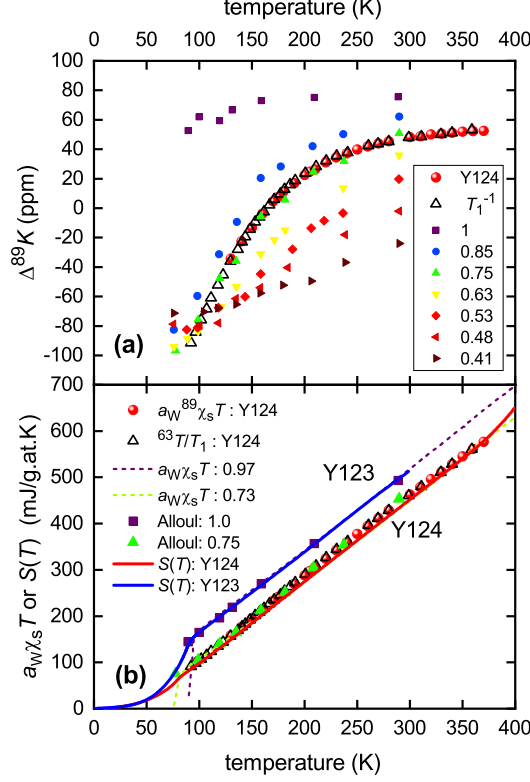 temperature (K)
0 50 100 150 200 250 300 350 400
100
80
60
40
20
0
-20
-40
-60
-80
-100
Δ⁸⁹K (ppm)
Y124
T₁⁻¹
1
0.85
0.75
0.63
0.53
0.48
0.41
(a)
700
600
500
400
300
200
100
0
a_Wχ_sT or S(T) (mJ/g.at.K)
a_W⁸⁹χ_sT : Y124
⁶³T/T₁ : Y124
a_Wχ_sT : 0.97
a_Wχ_sT : 0.73
Alloul: 1.0
Alloul: 0.75
S(T): Y124
S(T): Y123
Y123
Y124
(b)
0 50 100 150 200 250 300 350 400
temperature (K)